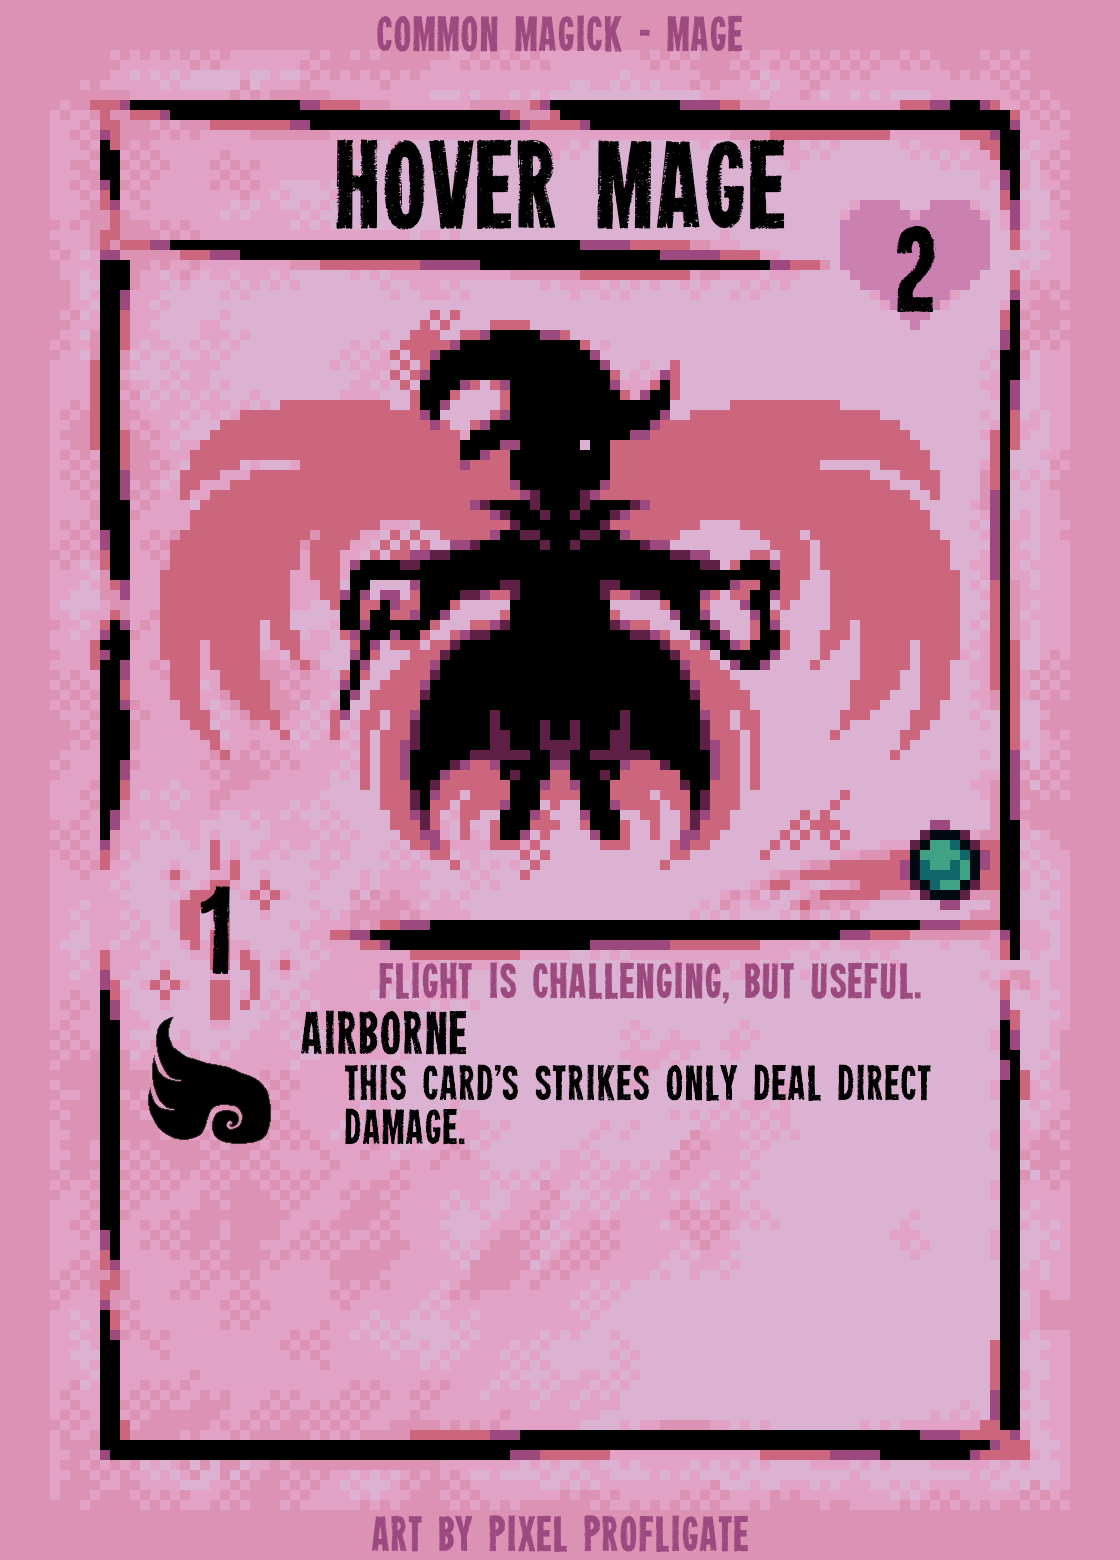 COMMON MAGICK - MAGE
HOVER MAGE
2
1
FLIGHT IS CHALLENGING, BUT USEFUL.
AIRBORNE
THIS CARD'S STRIKES ONLY DEAL DIRECT
DAMAGE.
ART BY PIXEL PROFLIGATE